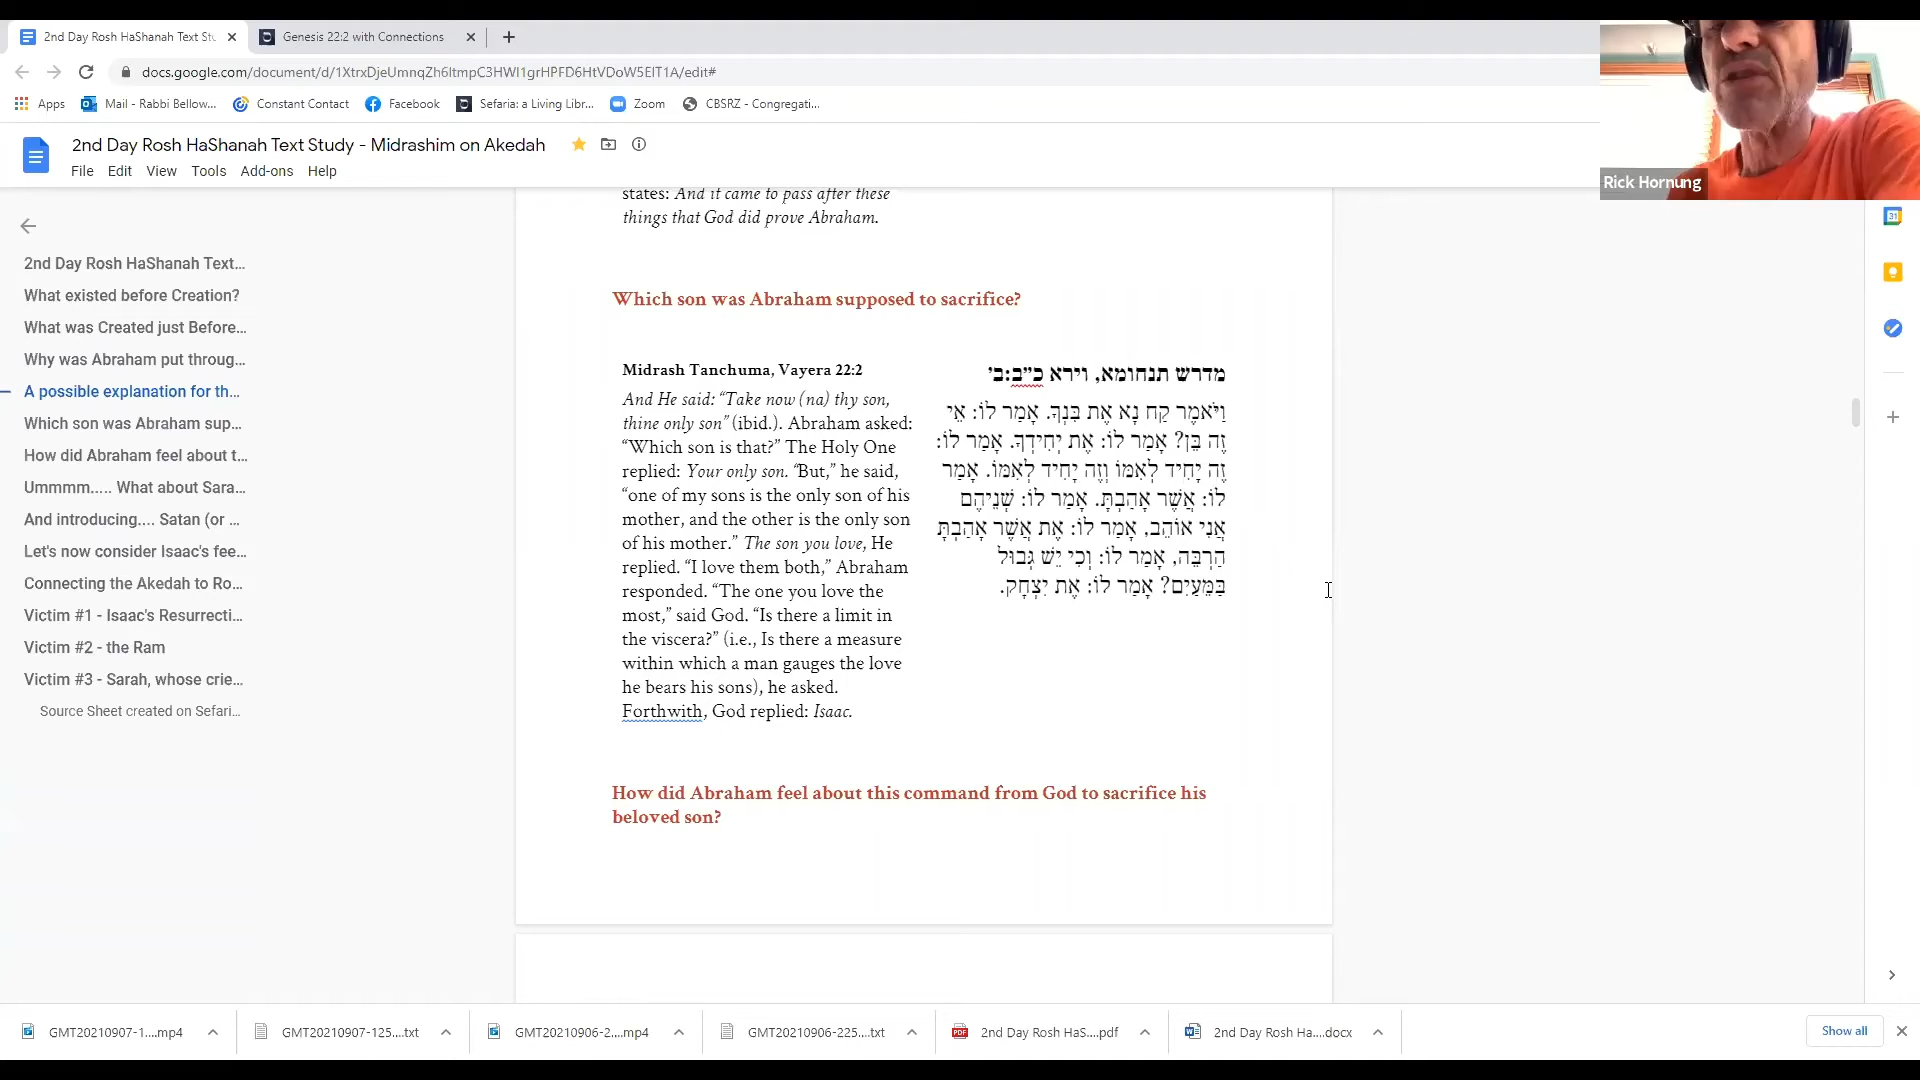 2nd Day Rosh HaShanah Text Stu
Genesis 22:2 with Connections
docs.google.com/document/d/1XtrxDjeUmnqZh6ItmpC3HWI1grHPFD6HtVDoW5EIT1A/edit#
Apps
Mail - Rabbi Bellow...
Constant Contact
Facebook
Sefaria: a Living Libr...
Zoom
CBSRZ - Congregati...
2nd Day Rosh HaShanah Text Study - Midrashim on Akedah
File Edit View Tools Add-ons Help
Rick Hornung
31
2nd Day Rosh HaShanah Text...
What existed before Creation?
What was Created just Before...
Why was Abraham put throug...
A possible explanation for th...
Which son was Abraham sup...
How did Abraham feel about t...
Ummmm..... What about Sara...
And introducing.... Satan (or ...
Let's now consider Isaac's fee...
Connecting the Akedah to Ro...
Victim #1 - Isaac's Resurrecti...
Victim #2 - the Ram
Victim #3 - Sarah, whose crie...
Source Sheet created on Sefari...
states: And it came to pass after these
things that God did prove Abraham.
Which son was Abraham supposed to sacrifice?
Midrash Tanchuma, Vayera 22:2
And He said: “Take now (na) thy son,
thine only son” (ibid.). Abraham asked:
“Which son is that?” The Holy One
replied: Your only son. “But,” he said,
“one of my sons is the only son of his
mother, and the other is the only son
of his mother.” The son you love, He
replied. “I love them both,” Abraham
responded. “The one you love the
most,” said God. “Is there a limit in
the viscera?” (i.e., Is there a measure
within which a man gauges the love
he bears his sons), he asked.
Forthwith, God replied: Isaac.
מדרש תנחומא, וירא כ״ב:ב׳
וַיֹּאמֶר קַח נָא אֶת בִּנְךָ. אָמַר לוֹ: אֵי
זֶה בֵּן? אָמַר לוֹ: אֶת יְחִידְךָ. אָמַר לוֹ:
זֶה יָחִיד לְאִמּוֹ וְזֶה יָחִיד לְאִמּוֹ. אָמַר
לוֹ: אֲשֶׁר אָהַבְתָּ. אָמַר לוֹ: שְׁנֵיהֶם
אֲנִי אוֹהֵב, אָמַר לוֹ: אֶת אֲשֶׁר אָהַבְתָּ
הַרְבֵּה, אָמַר לוֹ: וְכִי יֵשׁ גְּבוּל
בַּמֵּעַיִם? אָמַר לוֹ: אֶת יִצְחָק.
How did Abraham feel about this command from God to sacrifice his
beloved son?
GMT20210907-1....mp4
GMT20210907-125....txt
GMT20210906-2....mp4
GMT20210906-225....txt
PDF
2nd Day Rosh HaS....pdf
2nd Day Rosh Ha....docx
Show all